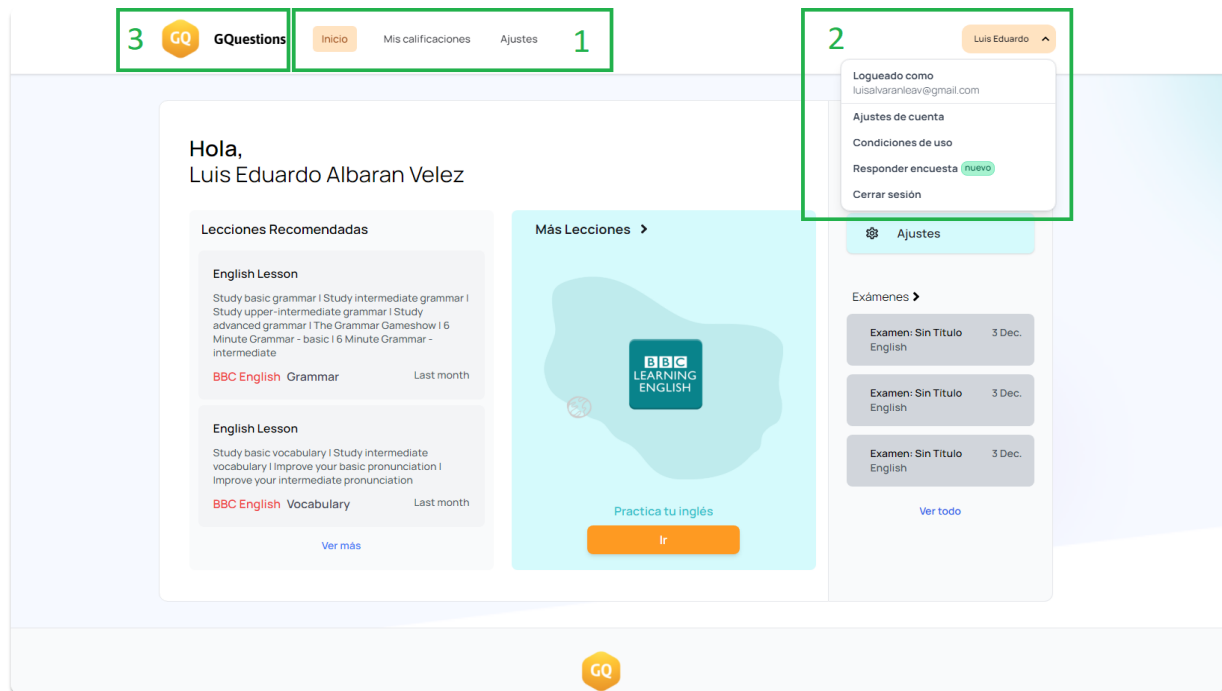 3
GQ
GQuestions
Inicio
Mis calificaciones
Ajustes
1
2
Luis Eduardo
Logueado como
luisalvaranleav@gmail.com
Ajustes de cuenta
Condiciones de uso
Responder encuesta nuevo
Cerrar sesión
Hola,
Luis Eduardo Albaran Velez
Lecciones Recomendadas
English Lesson
Study basic grammar | Study intermediate grammar |
Study upper-intermediate grammar | Study
advanced grammar | The Grammar Gameshow | 6
Minute Grammar - basic | 6 Minute Grammar -
intermediate
BBC English Grammar
Last month
English Lesson
Study basic vocabulary | Study intermediate
vocabulary | Improve your basic pronunciation |
Improve your intermediate pronunciation
BBC English Vocabulary
Last month
Ver más
Más Lecciones
BBC
LEARNING
ENGLISH
Practica tu inglés
Ir
Ajustes
Exámenes
Examen: Sin Titulo
3 Dec.
English
Examen: Sin Titulo
3 Dec.
English
Examen: Sin Titulo
3 Dec.
English
Ver todo
GQ